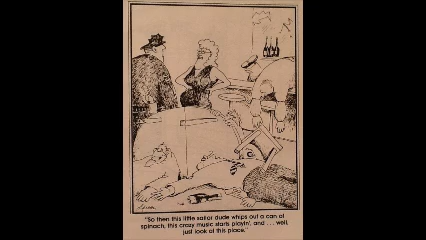 "So then this little sailor dude whips out a can of
spinach, this crazy music starts playin', and . . . well,
just look at this place."